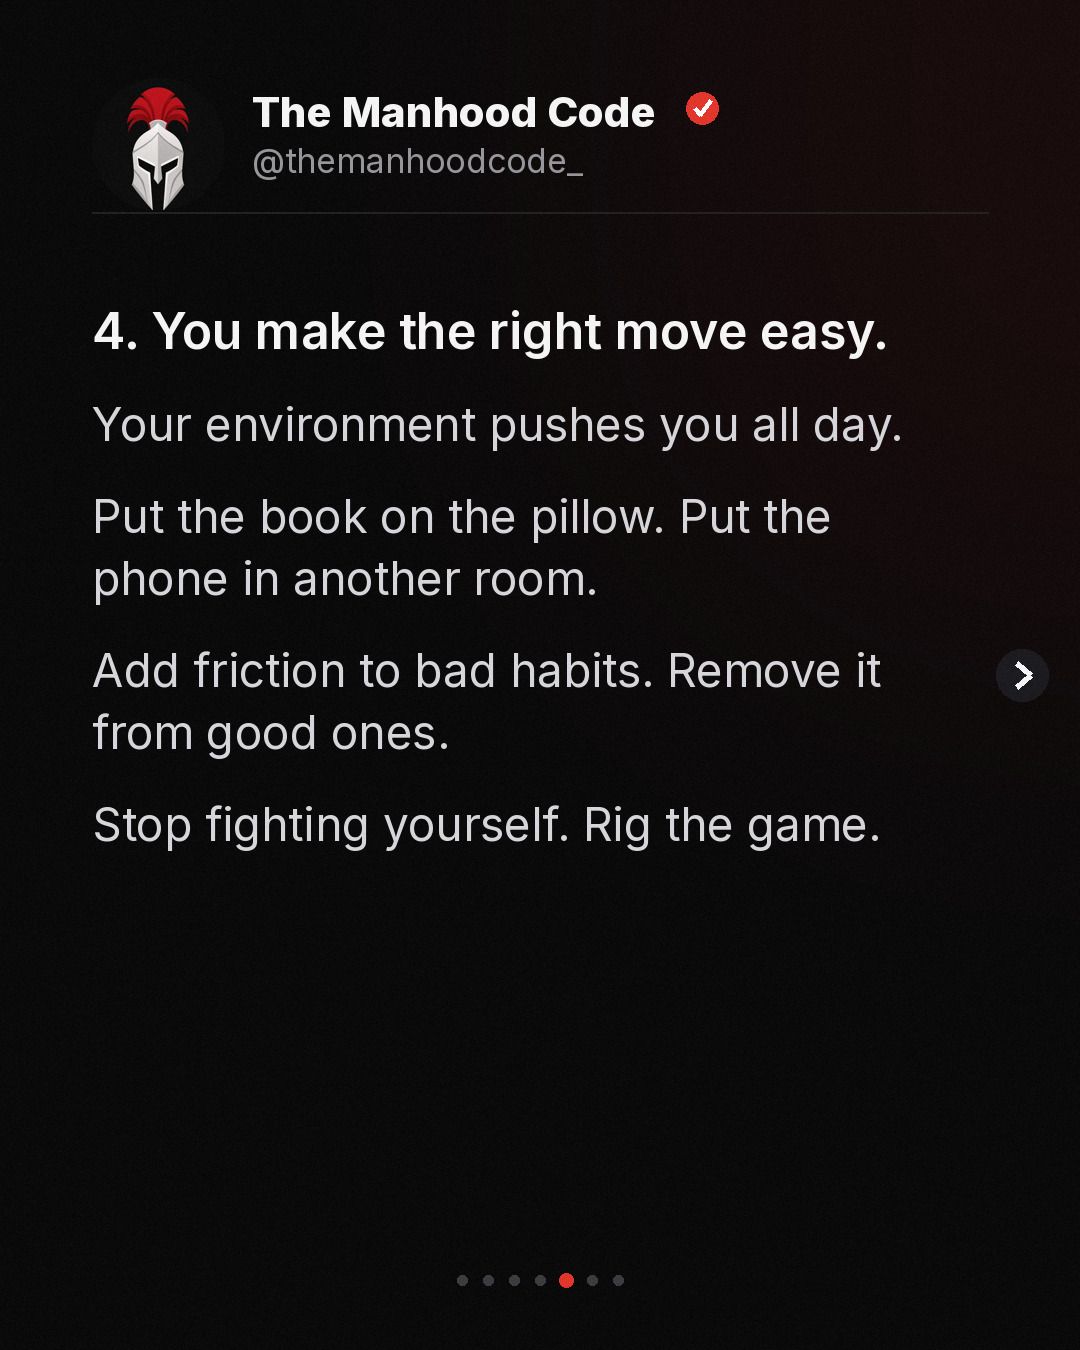 The Manhood Code
@themanhoodcode_
4. You make the right move easy.
Your environment pushes you all day.
Put the book on the pillow. Put the
phone in another room.
Add friction to bad habits. Remove it
from good ones.
Stop fighting yourself. Rig the game.